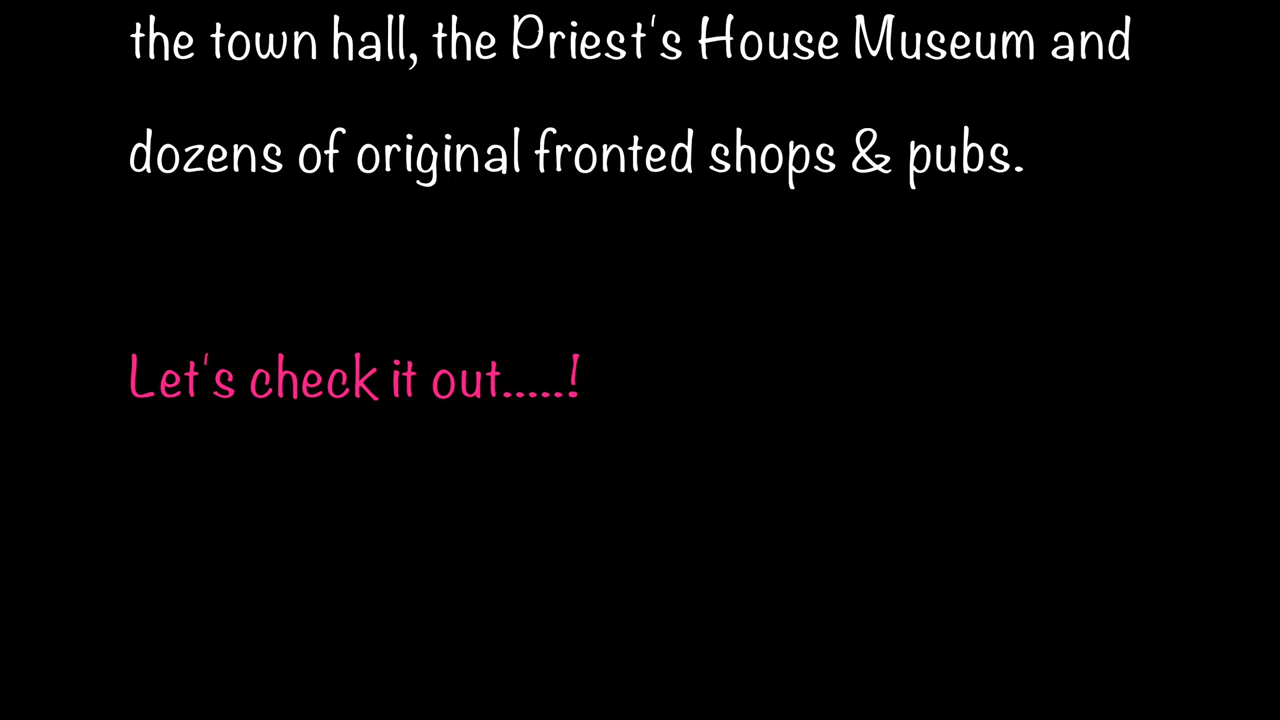 the town hall, the Priest's House Museum and
dozens of original fronted shops & pubs.
Let's check it out.....!